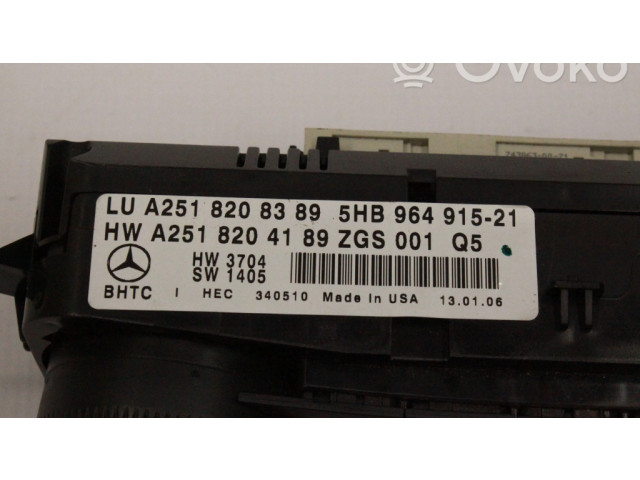 OVOKO
LU A251 820 83 89 5HB 964 915-21
HW A251 820 41 89 ZGS 001 Q5
HW 3704
SW 1405
BHTC I HEC 340510 Made In USA 13.01.06